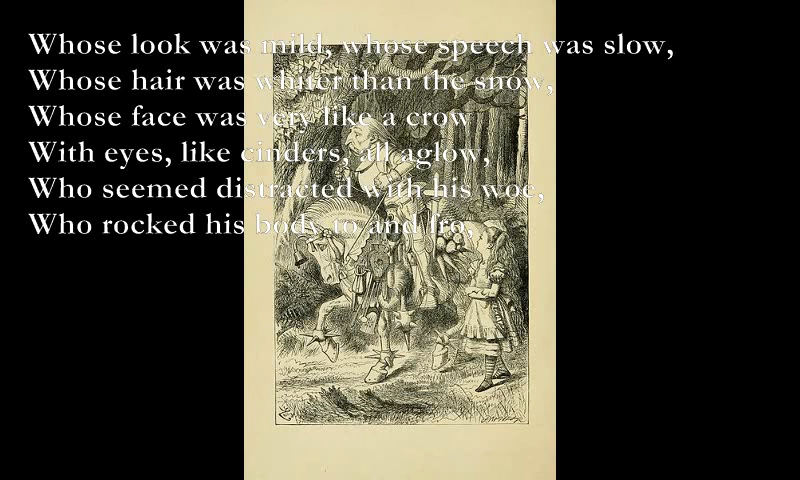 Whose look was mild, whose speech was slow,
Whose hair was whiter than the snow,
Whose face was very like a crow
With eyes, like cinders, all aglow,
Who seemed distracted with his woe,
Who rocked his body to and fro,